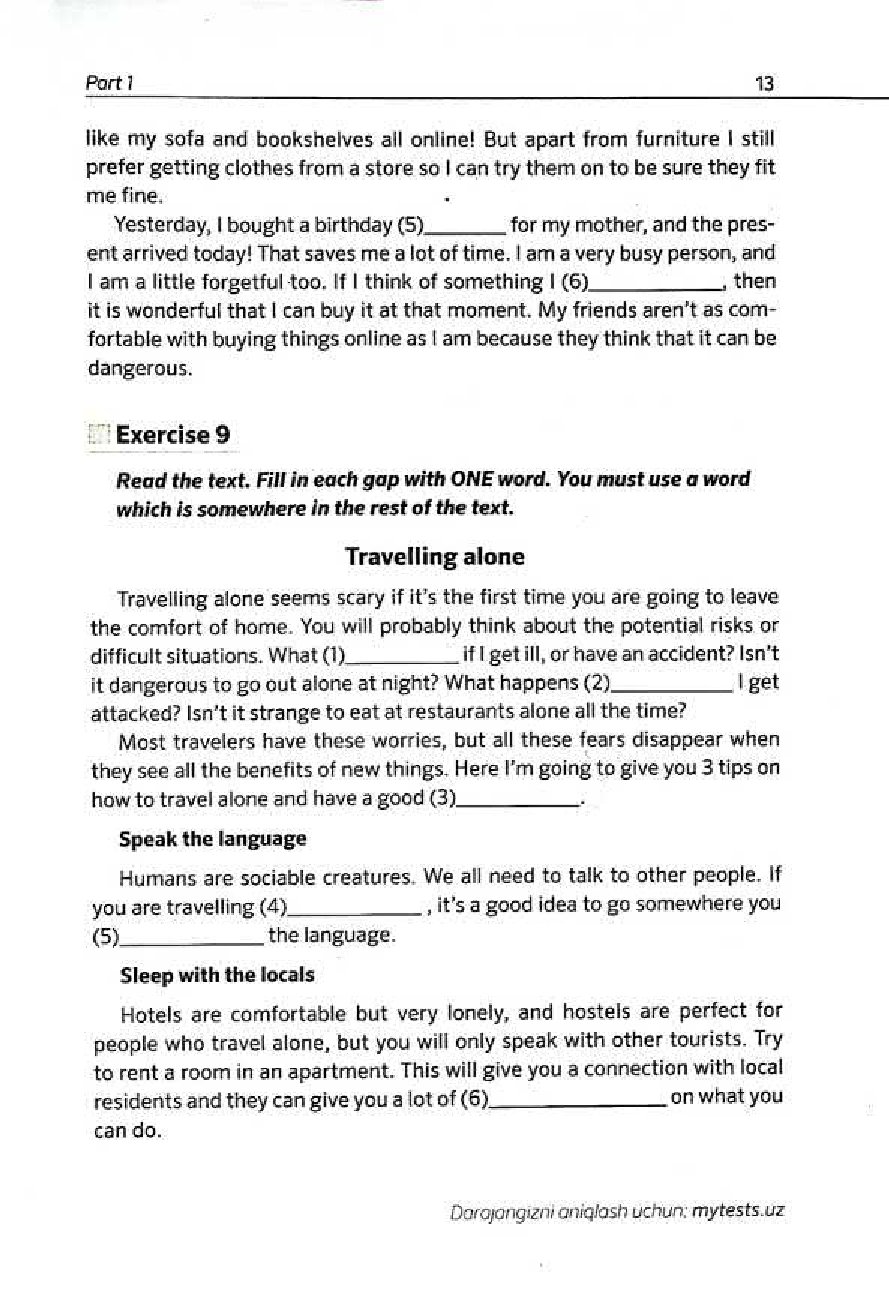 Part 1 13
like my sofa and bookshelves all online! But apart from furniture I still
prefer getting clothes from a store so I can try them on to be sure they fit
me fine.
Yesterday, I bought a birthday (5)________ for my mother, and the pres-
ent arrived today! That saves me a lot of time. I am a very busy person, and
I am a little forgetful too. If I think of something I (6)_____________, then
it is wonderful that I can buy it at that moment. My friends aren't as com-
fortable with buying things online as I am because they think that it can be
dangerous.
Exercise 9
Read the text. Fill in each gap with ONE word. You must use a word
which is somewhere in the rest of the text.
Travelling alone
Travelling alone seems scary if it's the first time you are going to leave
the comfort of home. You will probably think about the potential risks or
difficult situations. What (1)___________ if I get ill, or have an accident? Isn't
it dangerous to go out alone at night? What happens (2)____________ I get
attacked? Isn't it strange to eat at restaurants alone all the time?
Most travelers have these worries, but all these fears disappear when
they see all the benefits of new things. Here I'm going to give you 3 tips on
how to travel alone and have a good (3)____________.
Speak the language
Humans are sociable creatures. We all need to talk to other people. If
you are travelling (4)_____________ , it's a good idea to go somewhere you
(5)______________ the language.
Sleep with the locals
Hotels are comfortable but very lonely, and hostels are perfect for
people who travel alone, but you will only speak with other tourists. Try
to rent a room in an apartment. This will give you a connection with local
residents and they can give you a lot of (6)_________________ on what you
can do.
Darajangizni aniqlash uchun: mytests.uz